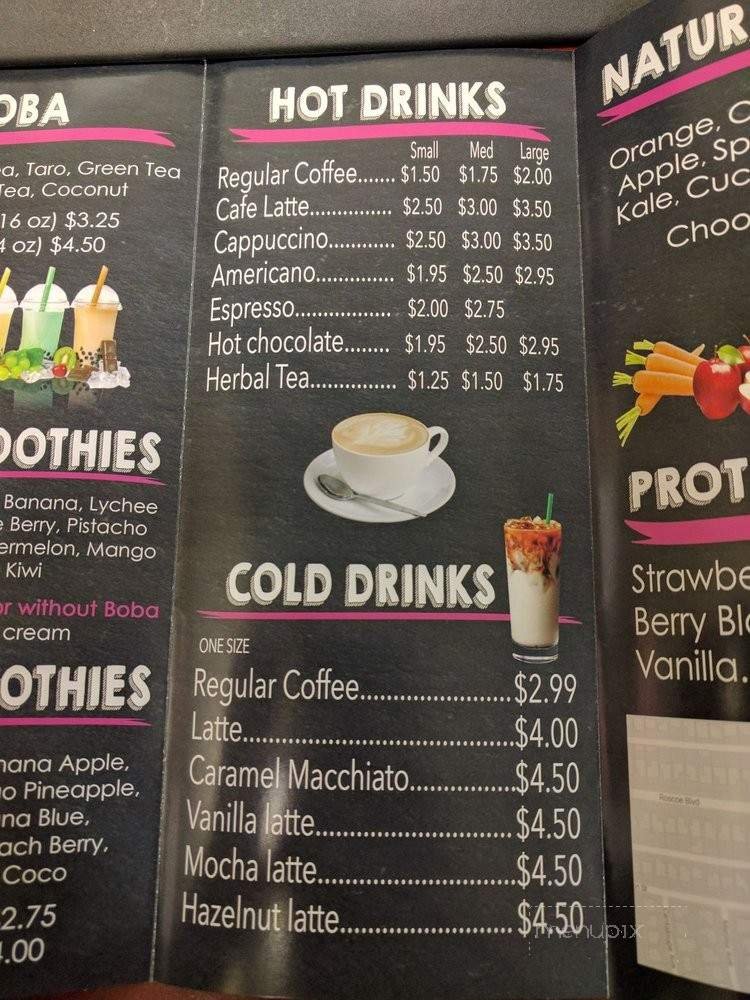 OBA
Taro, Green Tea
Tea, Coconut
16 oz) $3.25
oz) $4.50
OOTHIES
Banana, Lychee
Berry, Pistacho
ermelon, Mango
Kiwi
or without Boba
cream
OTHIES
nana Apple,
Pineapple,
na Blue,
ach Berry,
Coco
2.75
.00
HOT DRINKS
Small Med Large
Regular Coffee....... $1.50 $1.75 $2.00
Cafe Latte................ $2.50 $3.00 $3.50
Cappuccino............. $2.50 $3.00 $3.50
Americano............... $1.95 $2.50 $2.95
Espresso................... $2.00 $2.75
Hot chocolate......... $1.95 $2.50 $2.95
Herbal Tea................. $1.25 $1.50 $1.75
COLD DRINKS
ONE SIZE
Regular Coffee.......................$2.99
Latte..........................................$4.00
Caramel Macchiato................$4.50
Vanilla latte..............................$4.50
Mocha latte..............................$4.50
Hazelnut latte..........................$4.50
NATUR
Orange,
Apple, Sp
Kale, Cuc
Choo
PROT
Strawbe
Berry Bl
Vanilla.
Roscoe Blvd
menupix